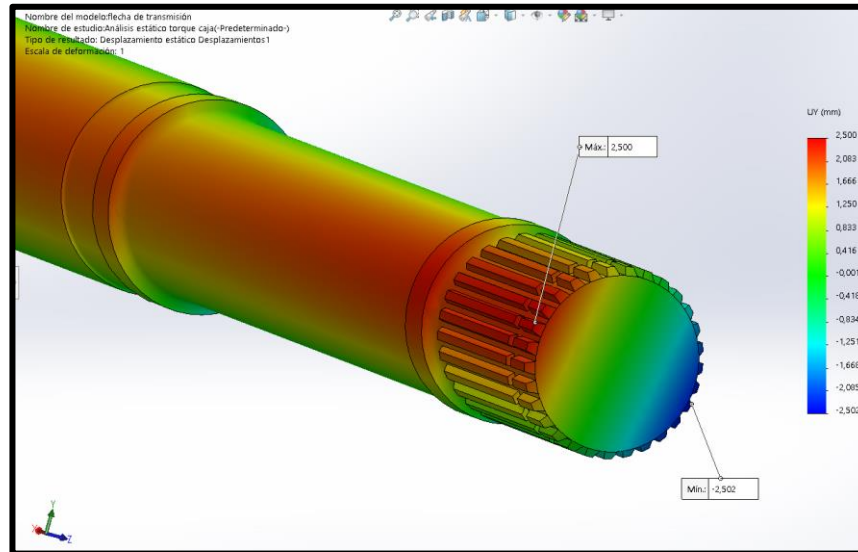 Nombre del modelo:flecha de transmisión
Nombre de estudio:Análisis estático torque caja(-Predeterminado-)
Tipo de resultado: Desplazamiento estático Desplazamientos1
Escala de deformación: 1
UY (mm)
2,500
2,083
1,666
1,250
0,833
0,416
-0,001
-0,418
-0,834
-1,251
-1,668
-2,085
-2,502
Máx.: 2,500
Mín.: -2,502
Y
X
Z